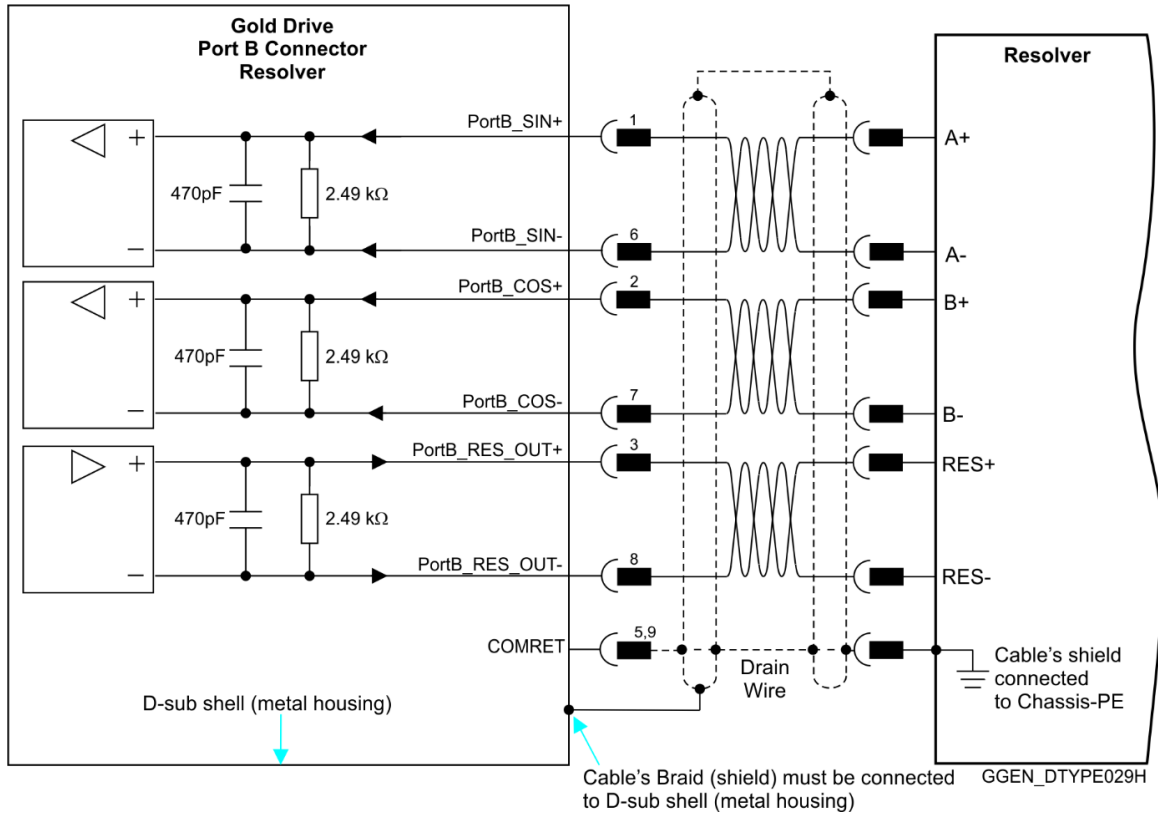 Gold Drive
Port B Connector
Resolver
Resolver
PortB_SIN+
1
+
A+
470pF
2.49 kΩ
PortB_SIN-
6
−
A-
PortB_COS+
2
+
B+
470pF
2.49 kΩ
PortB_COS-
7
−
B-
PortB_RES_OUT+
3
+
RES+
470pF
2.49 kΩ
PortB_RES_OUT-
8
−
RES-
COMRET
5,9
Drain
Wire
Cable's shield
connected
to Chassis-PE
D-sub shell (metal housing)
Cable's Braid (shield) must be connected
to D-sub shell (metal housing)
GGEN_DTYPE029H